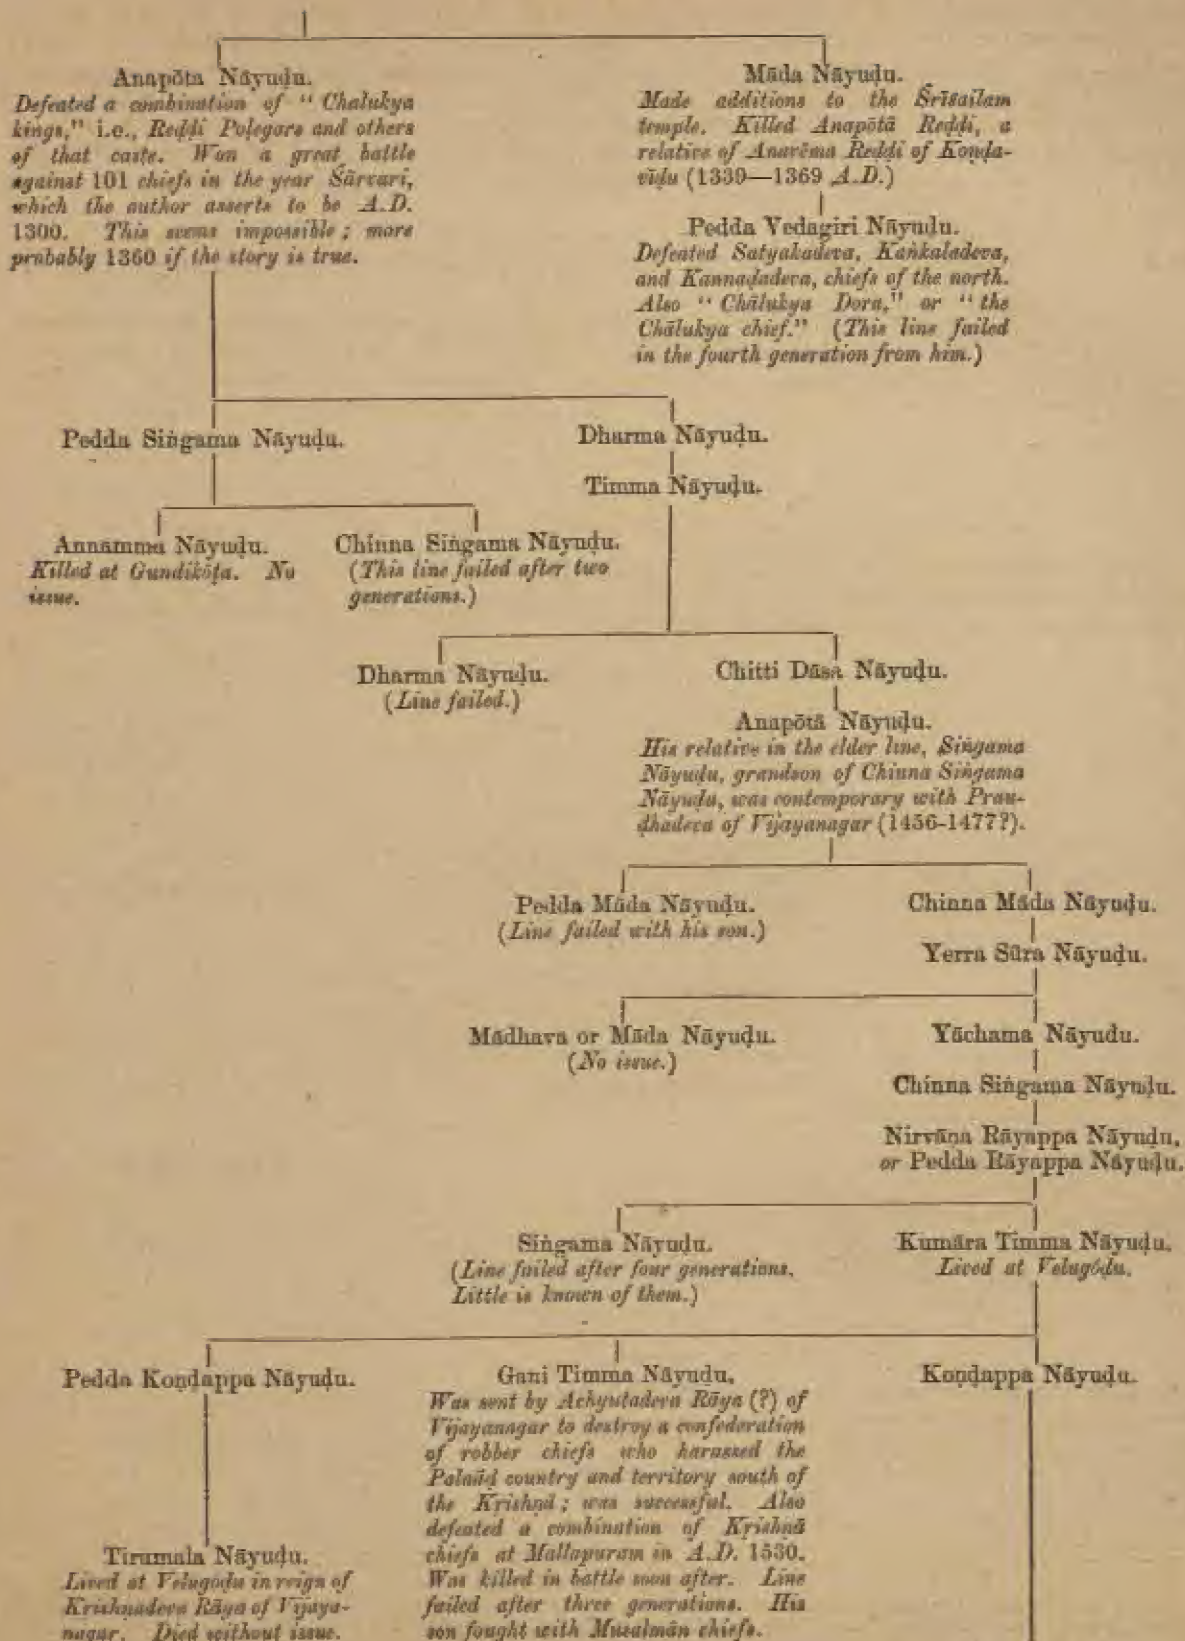 Anapōta Nāyuḍu.
Defeated a combination of "Chalukya
kings," i.e., Reḍḍi Poḷegars and others
of that caste. Won a great battle
against 101 chiefs in the year Śārvari,
which the author asserts to be A.D.
1300. This seems impossible; more
probably 1360 if the story is true.
Māda Nāyuḍu.
Made additions to the Śrīśailam
temple. Killed Anapōtā Reḍḍi, a
relative of Anavēma Reḍḍi of Koṇḍa-
vīḍu (1339—1369 A.D.)
Pedda Vedagiri Nāyuḍu.
Defeated Satyakadeva, Kaṅkaladeva,
and Kannaḍadeva, chiefs of the north.
Also "Chālukya Dora," or "the
Chālukya chief." (This line failed
in the fourth generation from him.)
Pedda Siṅgama Nāyuḍu.
Dharma Nāyuḍu.
Timma Nāyuḍu.
Annamma Nāyuḍu.
Killed at Gundikōṭa. No
issue.
Chinna Siṅgama Nāyuḍu.
(This line failed after two
generations.)
Dharma Nāyuḍu.
(Line failed.)
Chitti Dāsa Nāyuḍu.
Anapōtā Nāyuḍu.
His relative in the elder line, Siṅgama
Nāyuḍu, grandson of Chinna Siṅgama
Nāyuḍu, was contemporary with Prau-
ḍhadeva of Vijayanagar (1456-1477?).
Pedda Māda Nāyuḍu.
(Line failed with his son.)
Chinna Māda Nāyuḍu.
Yerra Sūra Nāyuḍu.
Mādhava or Māda Nāyuḍu.
(No issue.)
Yāchama Nāyuḍu.
Chinna Siṅgama Nāyuḍu.
Nirvāṇa Rāyappa Nāyuḍu,
or Pedda Rāyappa Nāyuḍu.
Siṅgama Nāyuḍu.
(Line failed after four generations.
Little is known of them.)
Kumāra Timma Nāyuḍu.
Lived at Velugōḍu.
Pedda Koṇḍappa Nāyuḍu.
Gani Timma Nāyuḍu.
Was sent by Achyutadeva Rāya (?) of
Vijayanagar to destroy a confederation
of robber chiefs who harassed the
Palnāḍ country and territory south of
the Krishṇā; was successful. Also
defeated a combination of Krishṇā
chiefs at Mallapuram in A.D. 1530.
Was killed in battle soon after. Line
failed after three generations. His
son fought with Musalmān chiefs.
Koṇḍappa Nāyuḍu.
Tirumala Nāyuḍu.
Lived at Velugoḍu in reign of
Krishṇadeva Rāya of Vijaya-
nagar. Died without issue.